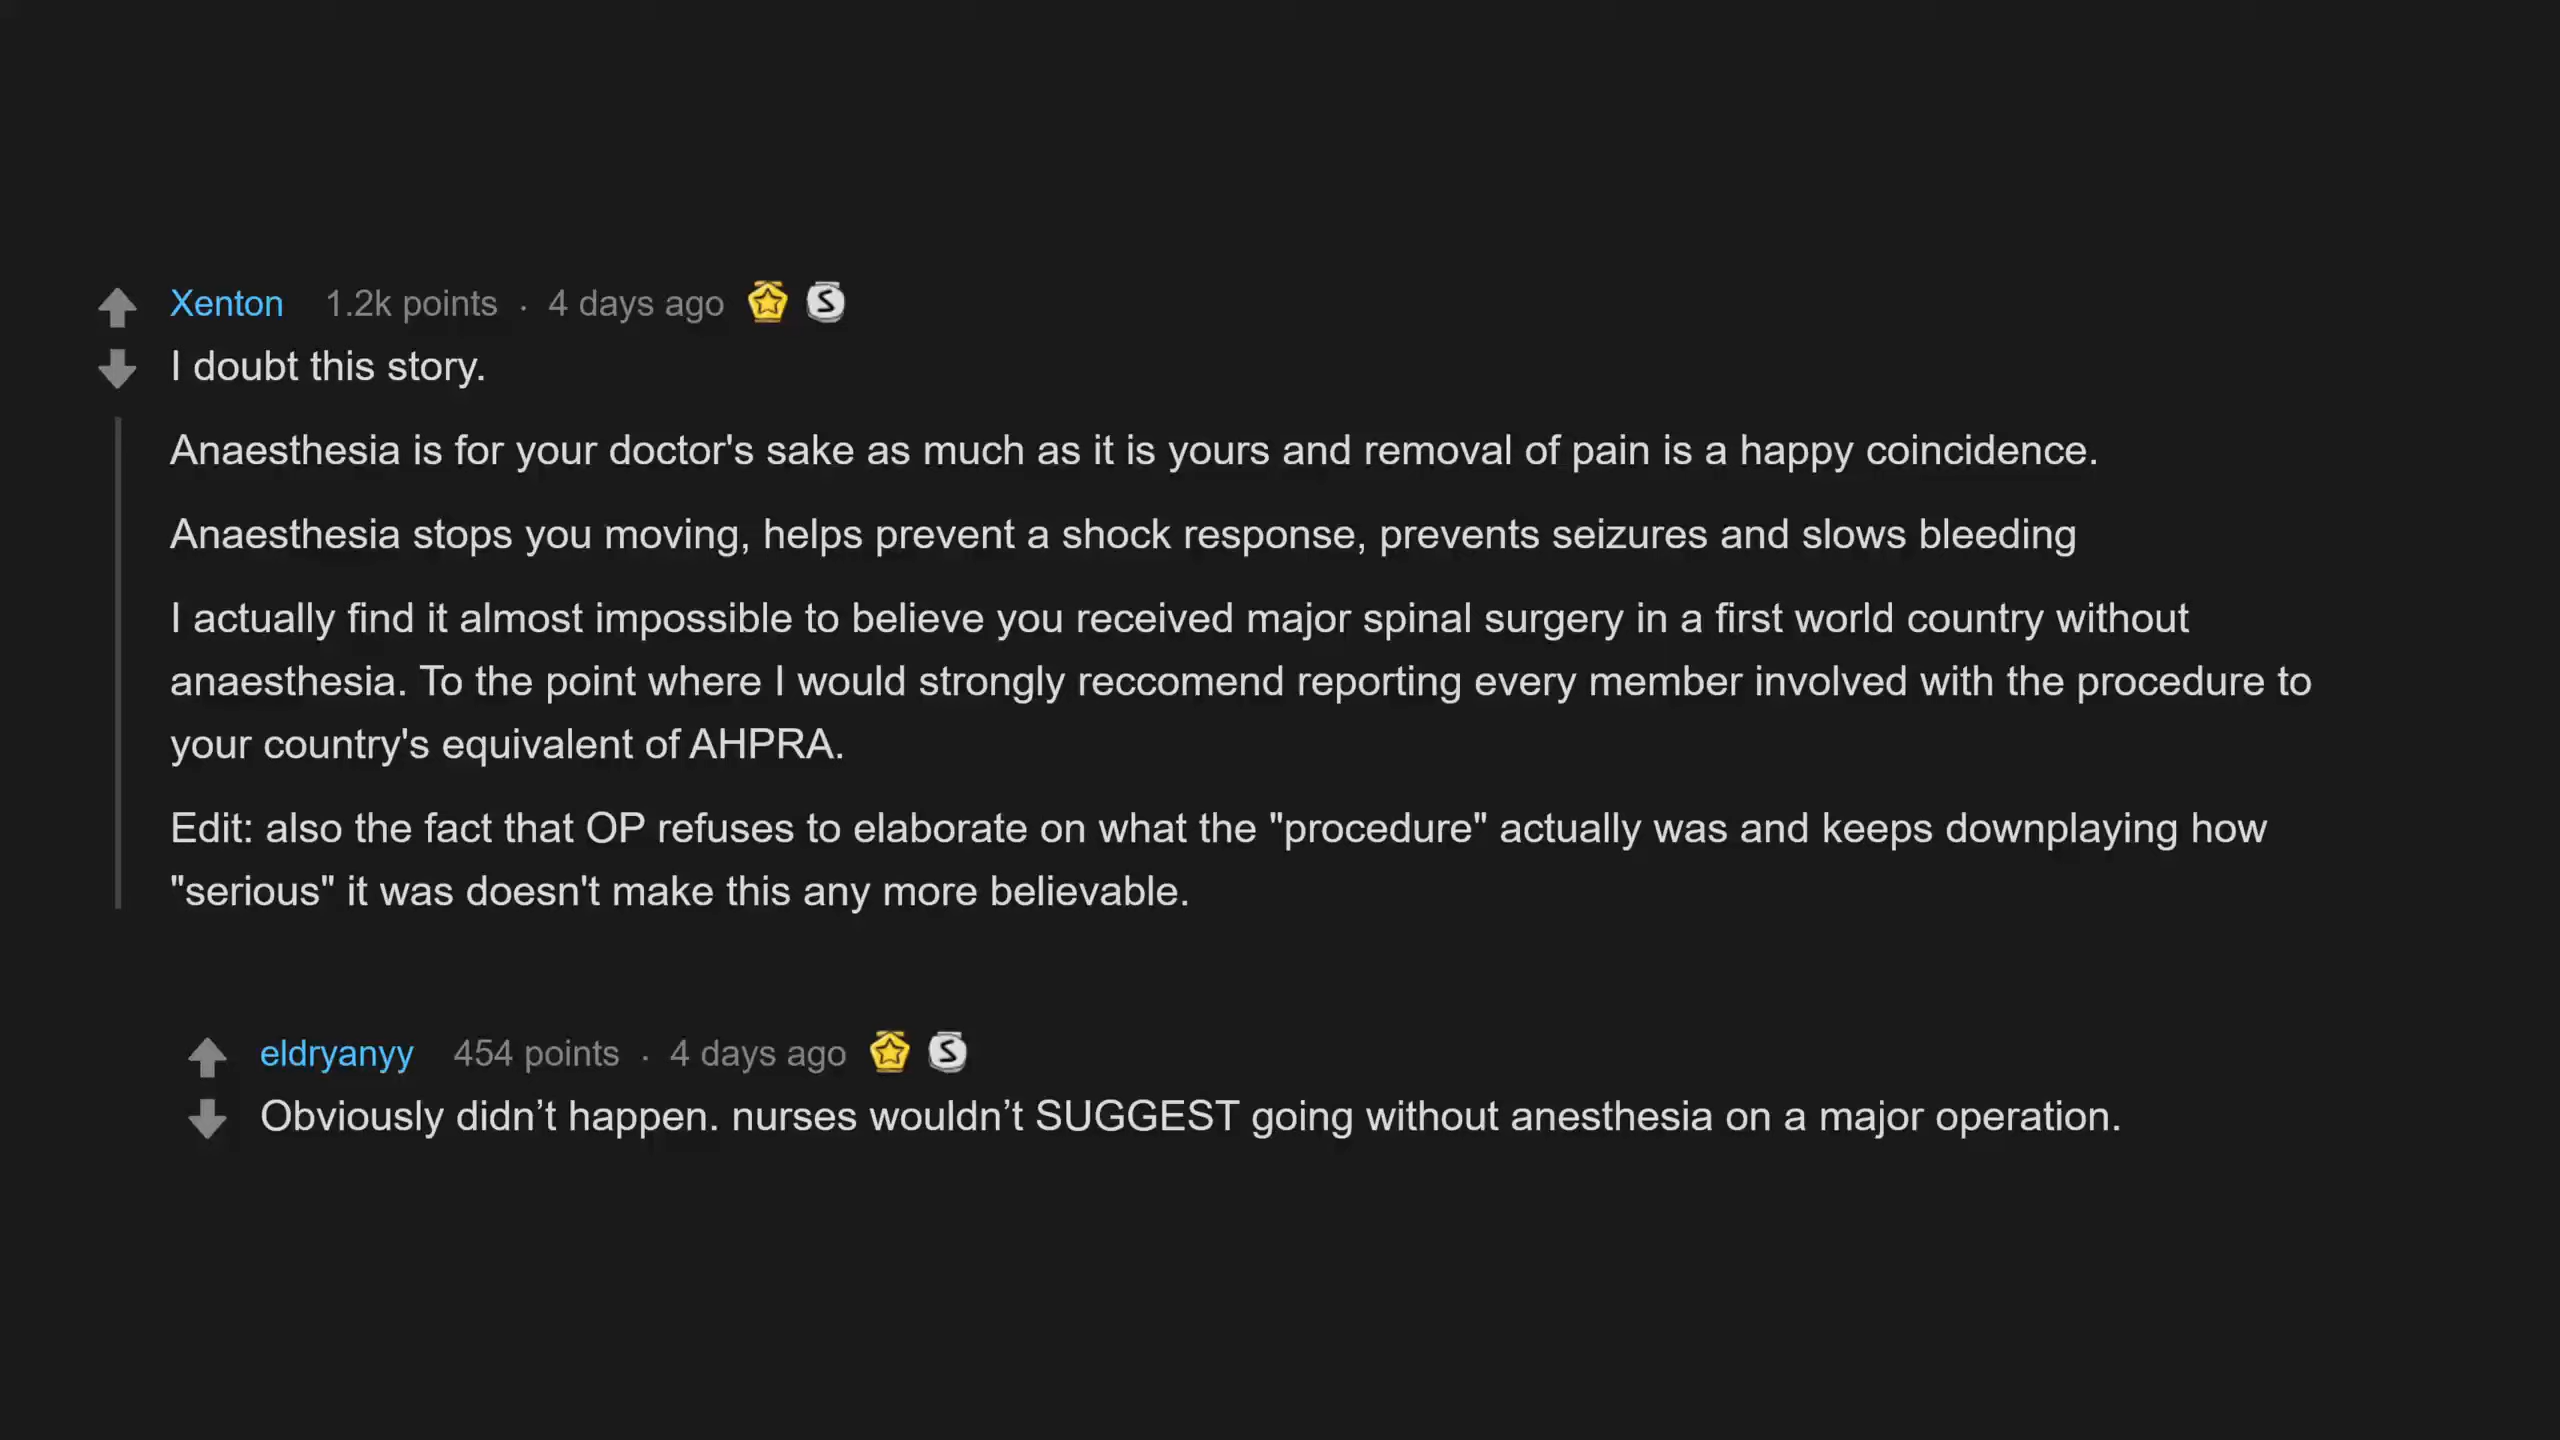 Xenton 1.2k points · 4 days ago
I doubt this story.
Anaesthesia is for your doctor's sake as much as it is yours and removal of pain is a happy coincidence.
Anaesthesia stops you moving, helps prevent a shock response, prevents seizures and slows bleeding
I actually find it almost impossible to believe you received major spinal surgery in a first world country without
anaesthesia. To the point where I would strongly reccomend reporting every member involved with the procedure to
your country's equivalent of AHPRA.
Edit: also the fact that OP refuses to elaborate on what the "procedure" actually was and keeps downplaying how
"serious" it was doesn't make this any more believable.
eldryanyy 454 points · 4 days ago
Obviously didn’t happen. nurses wouldn’t SUGGEST going without anesthesia on a major operation.